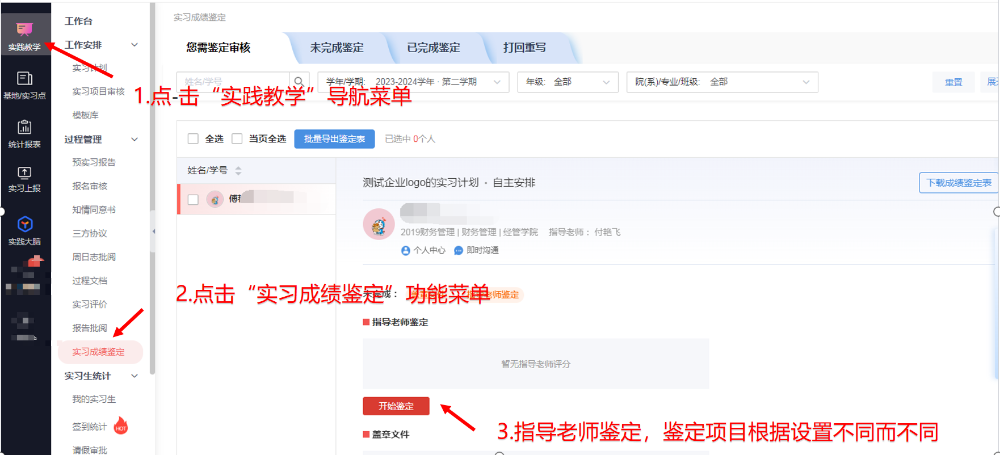 实践教学
基地/实习点
统计报表
实习上报
实践大脑
工作台
工作安排
实习计划
实习项目审核
模板库
过程管理
预实习报告
报名审核
知情同意书
三方协议
周日志批阅
过程文档
实习评价
报告批阅
实习成绩鉴定
实习生统计
我的实习生
签到统计 HOT
请假审批
实习成绩鉴定
您需鉴定审核 未完成鉴定 已完成鉴定 打回重写
姓名/学号 学年/学期: 2023-2024学年 · 第二学期 年级: 全部 院(系)/专业/班级: 全部 重置 展
1.点-击“实践教学”导航菜单
全选 当页全选 批量导出鉴定表 已选中 0个人
姓名/学号
傅
测试企业logo的实习计划 · 自主安排 下载成绩鉴定表
2019财务管理 | 财务管理 | 经管学院 指导老师： 付艳飞
个人中心 即时沟通
2.点击“实习成绩鉴定”功能菜单
未完成： 指导老师鉴定
指导老师鉴定
暂无指导老师评分
开始鉴定
3.指导老师鉴定，鉴定项目根据设置不同而不同
盖章文件